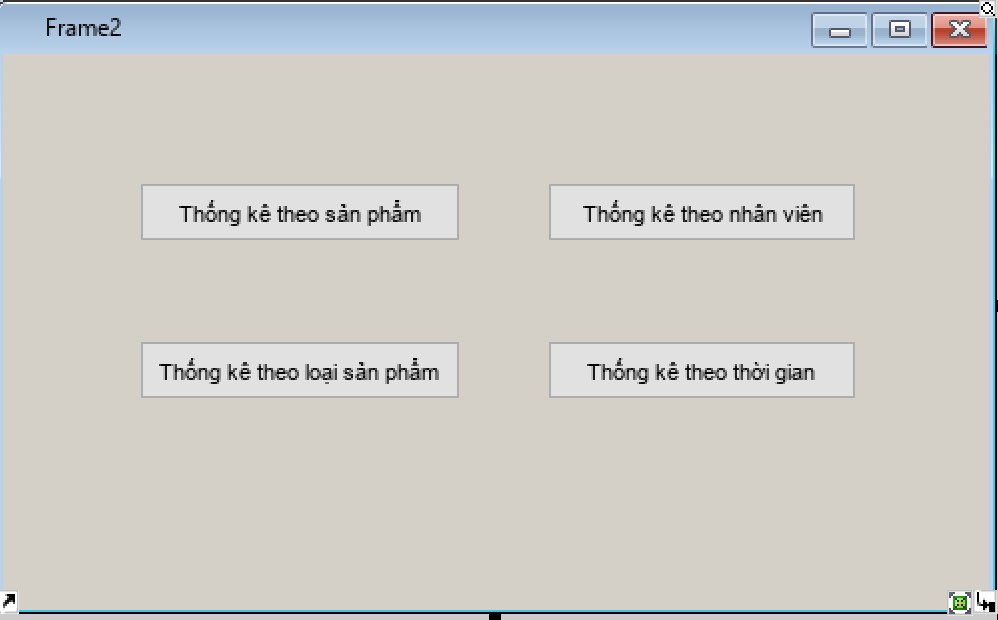 Frame2
Thống kê theo sản phẩm
Thống kê theo nhân viên
Thống kê theo loại sản phẩm
Thống kê theo thời gian